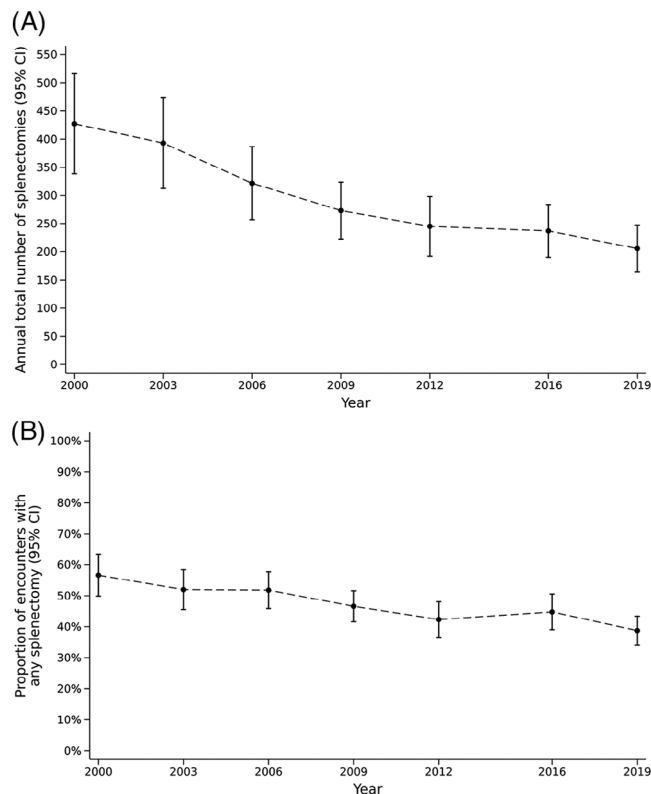 (A)
Annual total number of splenectomies (95% CI)
550
500
450
400
350
300
250
200
150
100
50
0
2000 2003 2006 2009 2012 2016 2019
Year
(B)
Proportion of encounters with
any splenectomy (95% CI)
100%
90%
80%
70%
60%
50%
40%
30%
20%
10%
0%
2000 2003 2006 2009 2012 2016 2019
Year